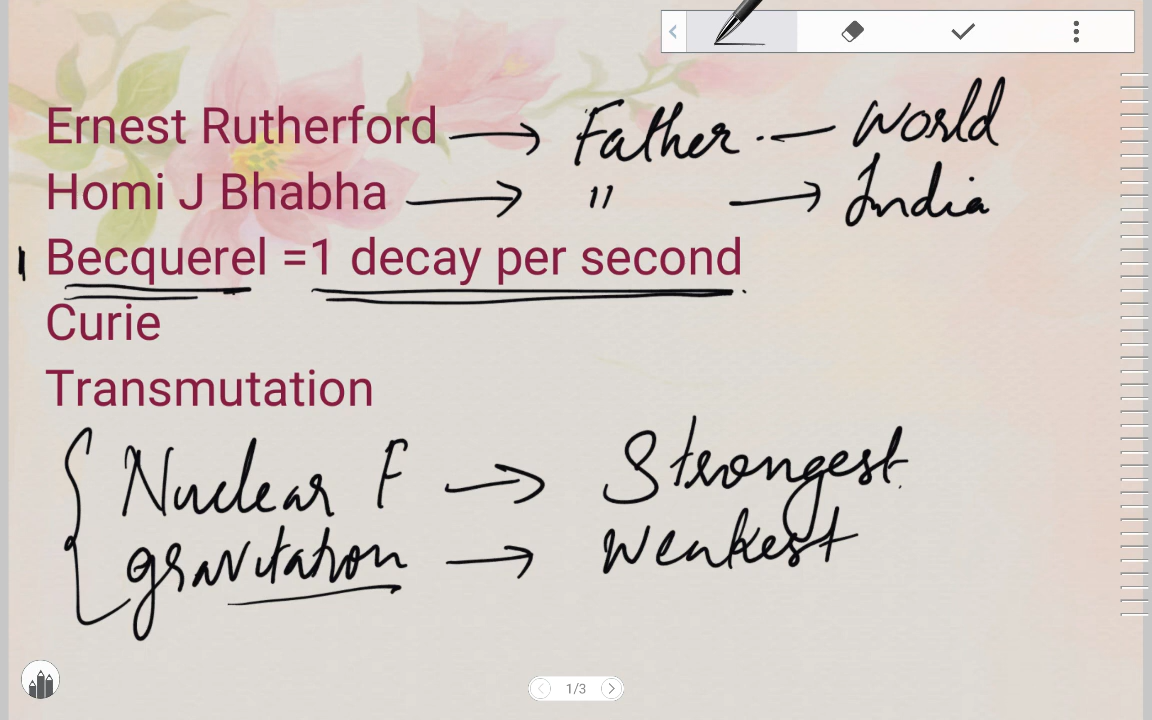 Ernest Rutherford → Father. — World
Homi J Bhabha → " → India
1 Becquerel =1 decay per second
Curie
Transmutation
Nuclear F → Strongest.
gravitation → Weakest
1/3